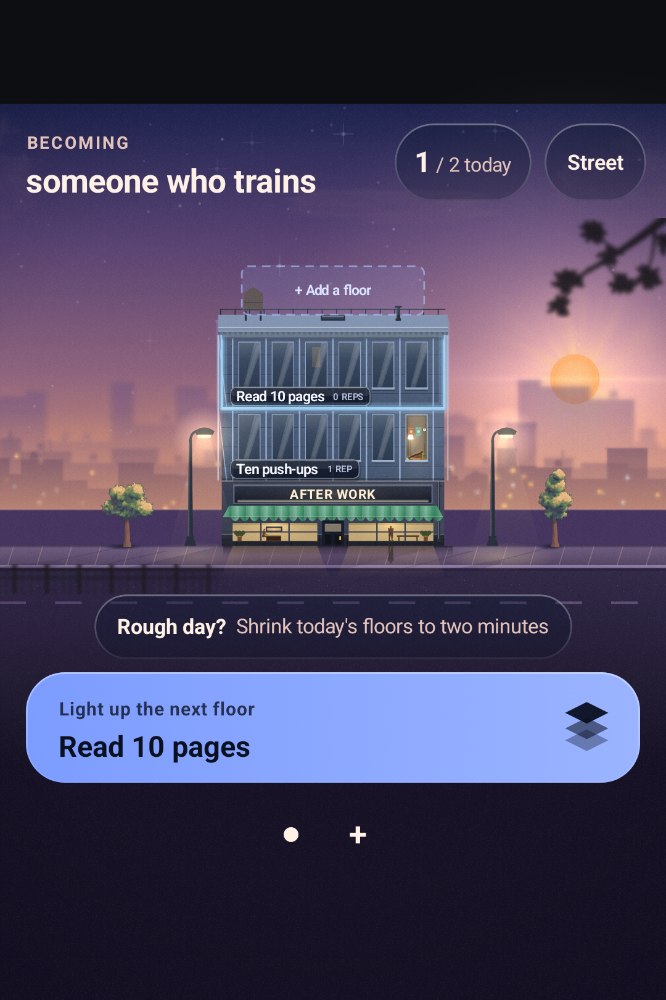 BECOMING
someone who trains
1 / 2 today
Street
+ Add a floor
Read 10 pages 0 REPS
Ten push-ups 1 REP
AFTER WORK
Rough day? Shrink today's floors to two minutes
Light up the next floor
Read 10 pages
+